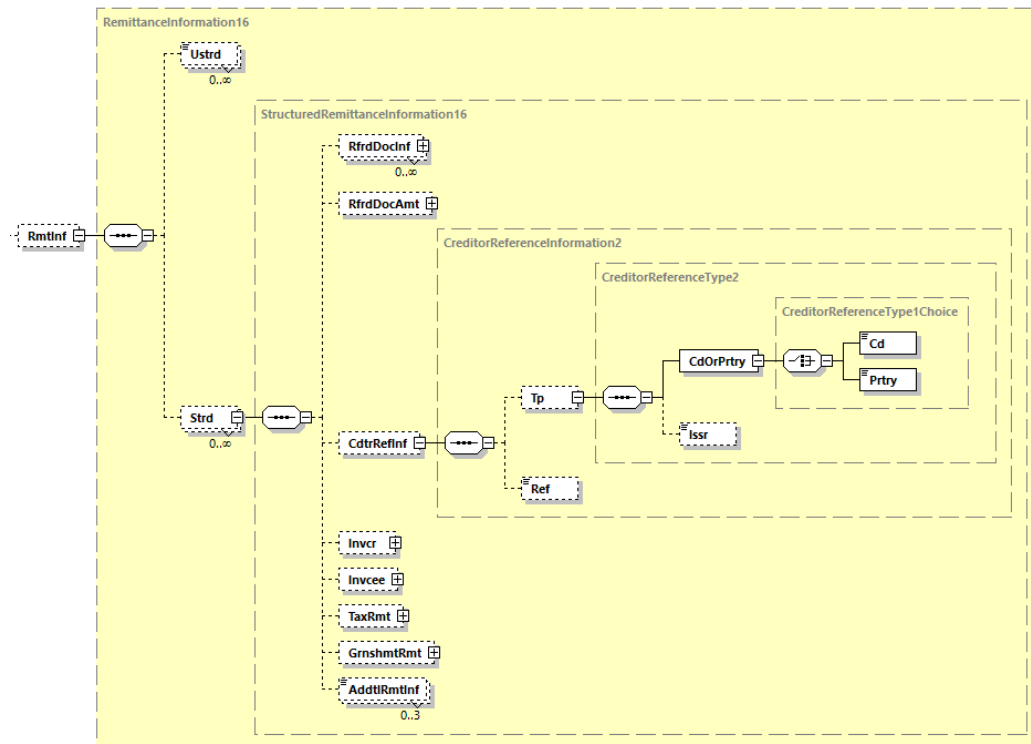 RemittanceInformation16
Ustrd
0..∞
StructuredRemittanceInformation16
RfrdDocInf
0..∞
RfrdDocAmt
RmtInf
CreditorReferenceInformation2
CreditorReferenceType2
CreditorReferenceType1Choice
Cd
CdOrPrtry
Prtry
Tp
Strd
0..∞
Issr
CdtrRefInf
Ref
Invcr
Invcee
TaxRmt
GrnshmtRmt
AddtlRmtInf
0..3